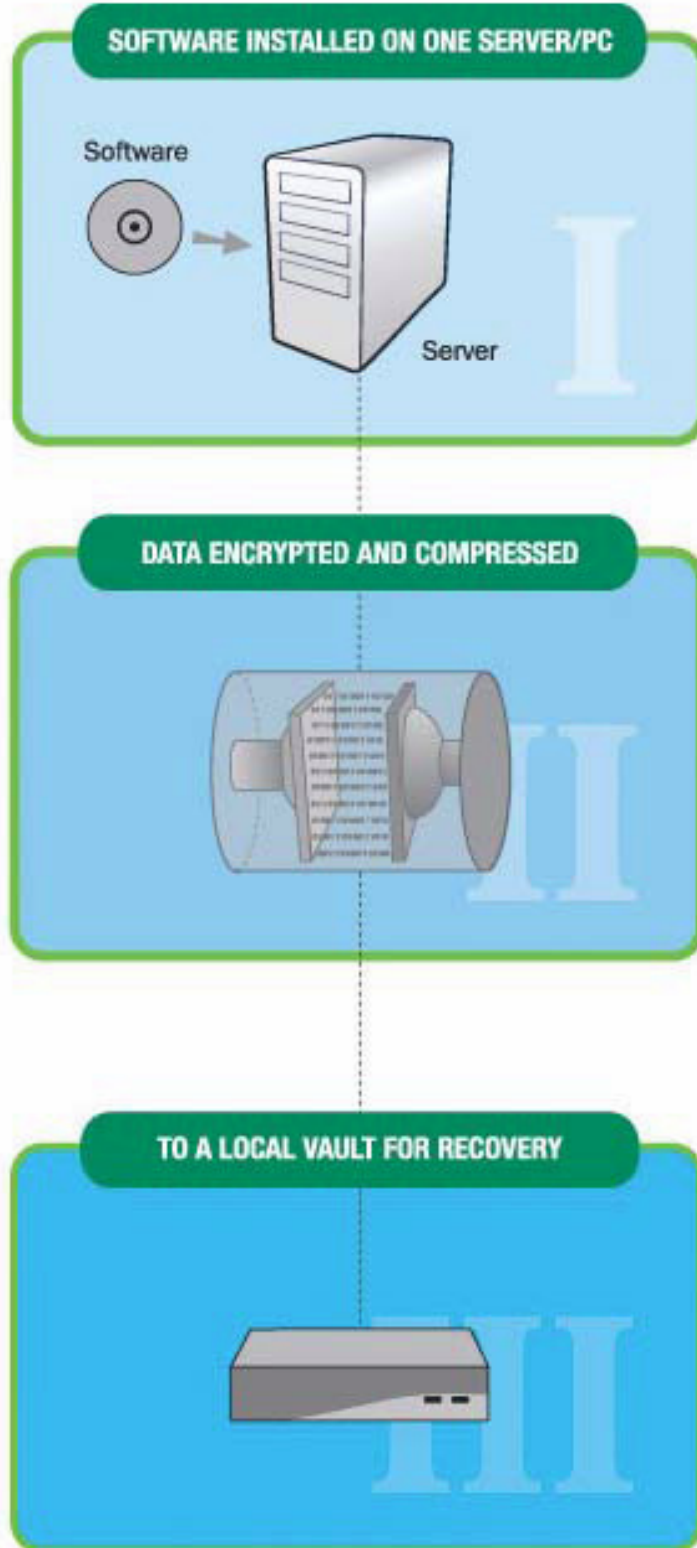 SOFTWARE INSTALLED ON ONE SERVER/PC
Software
Server
I
DATA ENCRYPTED AND COMPRESSED
II
TO A LOCAL VAULT FOR RECOVERY
III